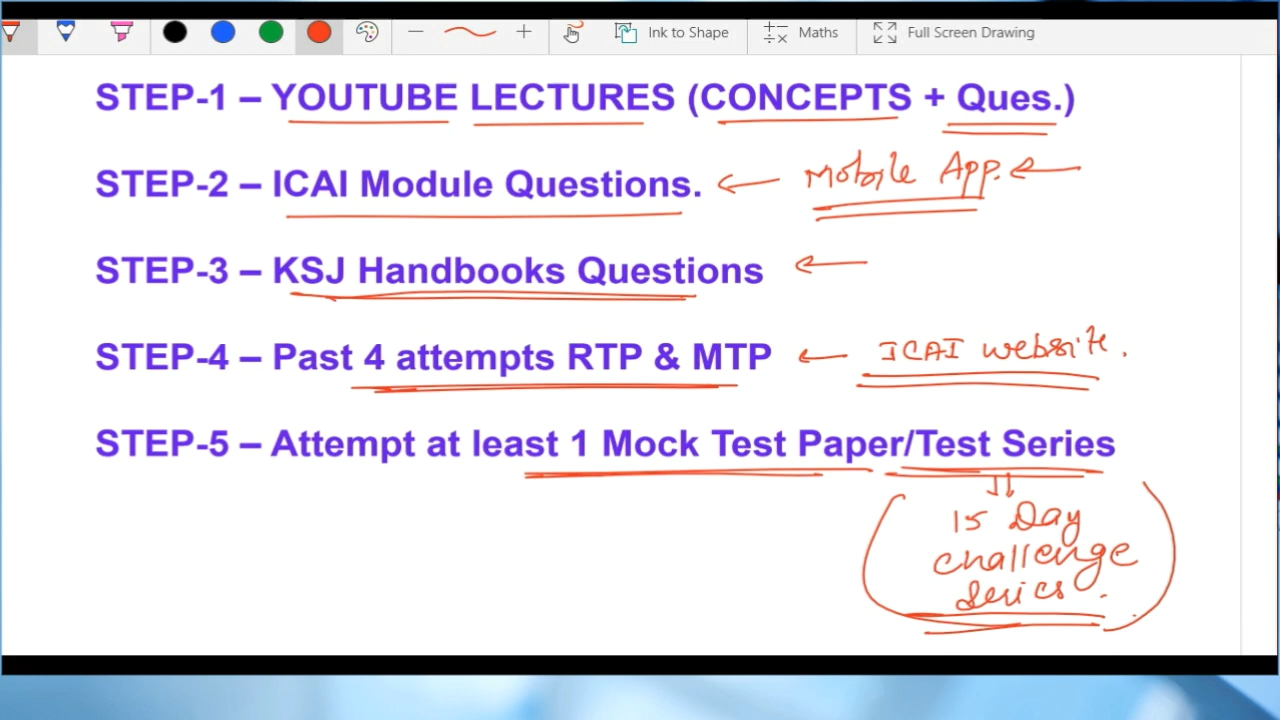 Ink to Shape Maths Full Screen Drawing
STEP-1 – YOUTUBE LECTURES (CONCEPTS + Ques.)
STEP-2 – ICAI Module Questions. Mobile App.
STEP-3 – KSJ Handbooks Questions
STEP-4 – Past 4 attempts RTP & MTP ICAI website.
STEP-5 – Attempt at least 1 Mock Test Paper/Test Series
15 Day
challenge
series.